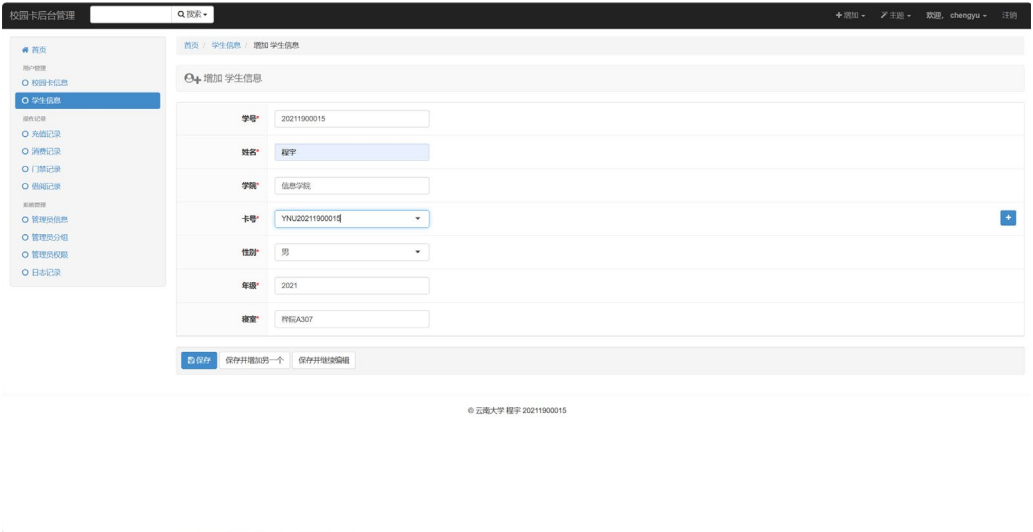 校园卡后台管理 搜索 增加 主题 欢迎, chengyu 注销
首页
用户管理
校园卡信息
学生信息
进校记录
充值记录
消费记录
门禁记录
借阅记录
系统管理
管理员信息
管理员分组
管理员权限
日志记录
首页 / 学生信息 / 增加 学生信息
增加 学生信息
学号* 20211900015
姓名* 程宇
学院* 信息学院
卡号* YNU20211900015
性别* 男
年级* 2021
寝室* 桦苑A307
保存 保存并增加另一个 保存并继续编辑
© 云南大学 程宇 20211900015